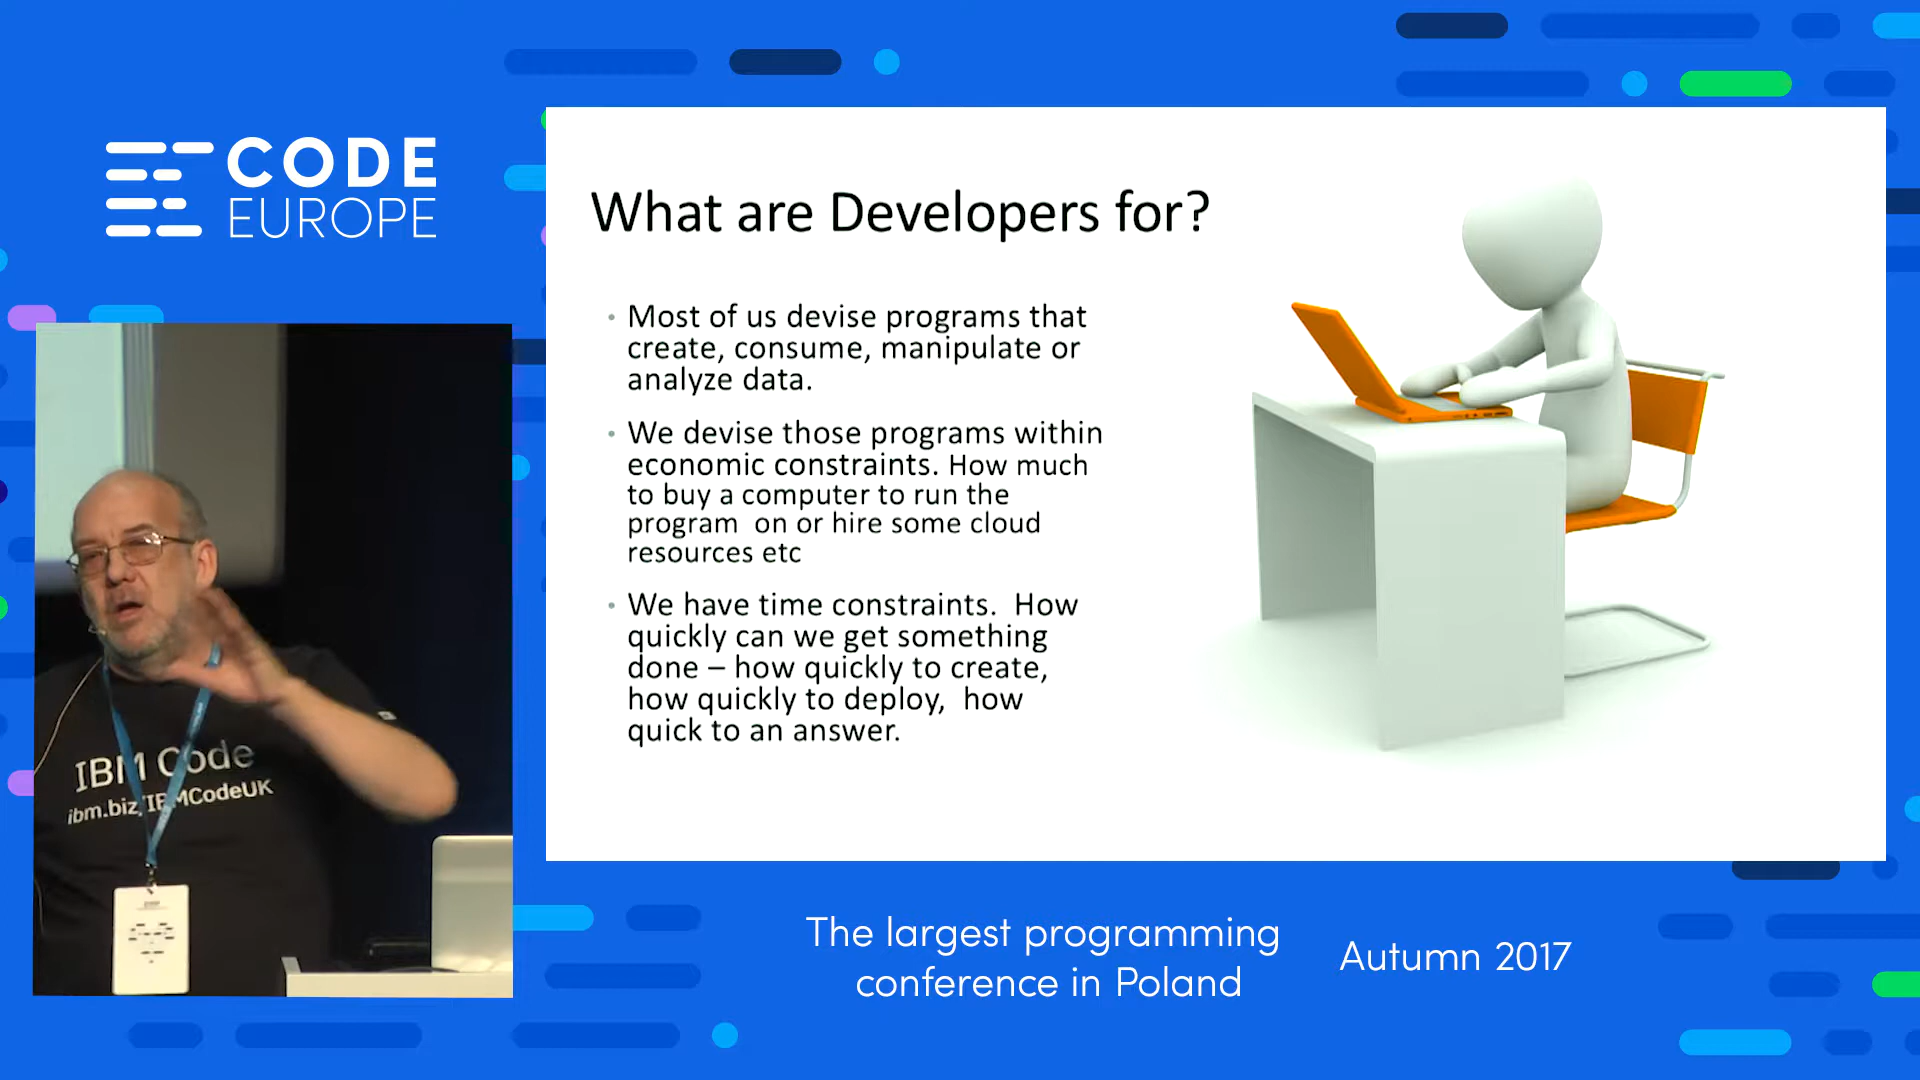 CODE
EUROPE
What are Developers for?
• Most of us devise programs that
create, consume, manipulate or
analyze data.
• We devise those programs within
economic constraints. How much
to buy a computer to run the
program  on or hire some cloud
resources etc
• We have time constraints.  How
quickly can we get something
done – how quickly to create,
how quickly to deploy,  how
quick to an answer.
IBM Code
ibm.biz/IBMCodeUK
The largest programming
conference in Poland
Autumn 2017